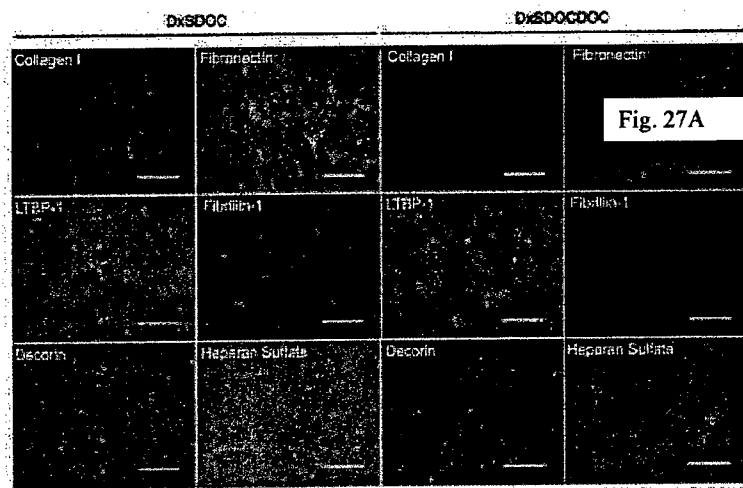 DxSDOC DxSDOCDOC
Collagen I Fibronectin Collagen I Fibronectin
Fig. 27A
LTBP-1 Fibrillin-1 LTBP-1 Fibrillin-1
Decorin Heparan Sulfate Decorin Heparan Sulfate